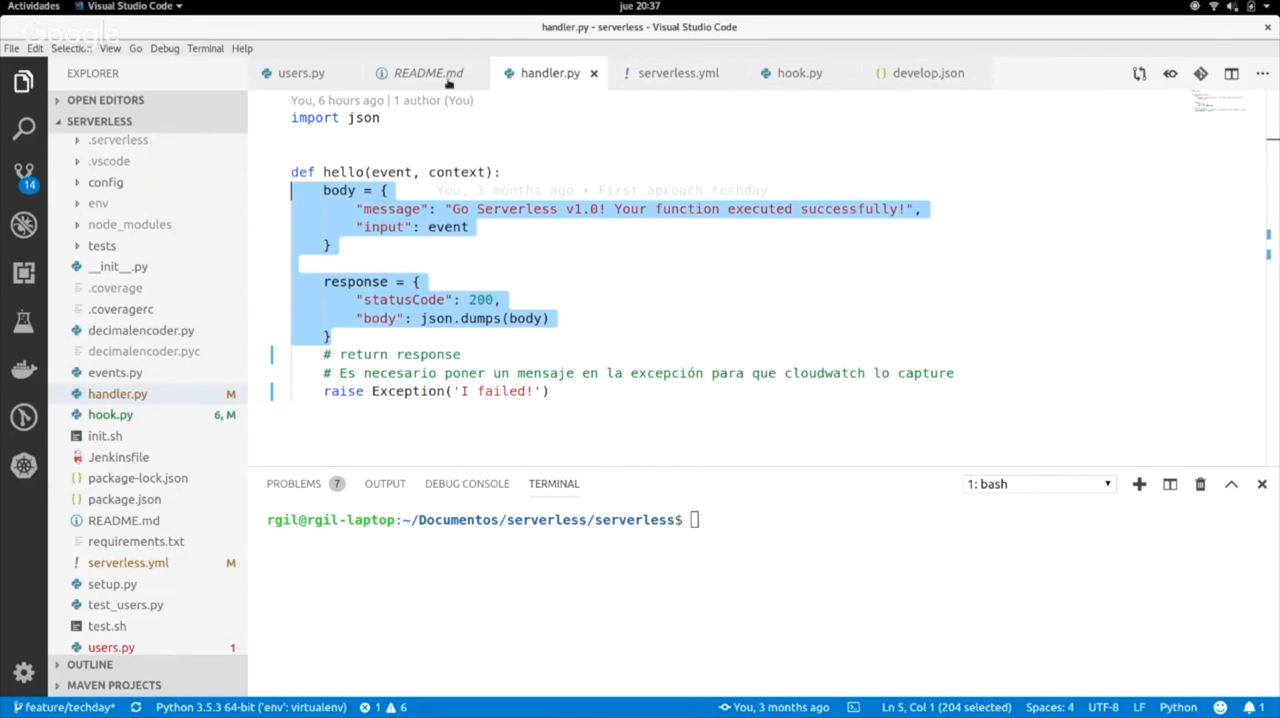 Actividades Visual Studio Code jue 20:37
handler.py - serverless - Visual Studio Code
Google
File Edit Selection View Go Debug Terminal Help
EXPLORER
users.py README.md handler.py serverless.yml hook.py develop.json
OPEN EDITORS
SERVERLESS
.serverless
.vscode
config
env
node_modules
tests
__init__.py
.coverage
.coveragerc
decimalencoder.py
decimalencoder.pyc
events.py
handler.py M
hook.py 6, M
init.sh
Jenkinsfile
package-lock.json
package.json
README.md
requirements.txt
serverless.yml M
setup.py
test_users.py
test.sh
users.py 1
OUTLINE
MAVEN PROJECTS
14
You, 6 hours ago | 1 author (You)
import json
def hello(event, context):
body = { You, 3 months ago • First aproach techday
"message": "Go Serverless v1.0! Your function executed successfully!",
"input": event
}
response = {
"statusCode": 200,
"body": json.dumps(body)
}
# return response
# Es necesario poner un mensaje en la excepción para que cloudwatch lo capture
raise Exception('I failed!')
PROBLEMS 7 OUTPUT DEBUG CONSOLE TERMINAL 1: bash
rgil@rgil-laptop:~/Documentos/serverless/serverless$
feature/techday* Python 3.5.3 64-bit ('env': virtualenv) 1 6 You, 3 months ago Ln 5, Col 1 (204 selected) Spaces: 4 UTF-8 LF Python 1